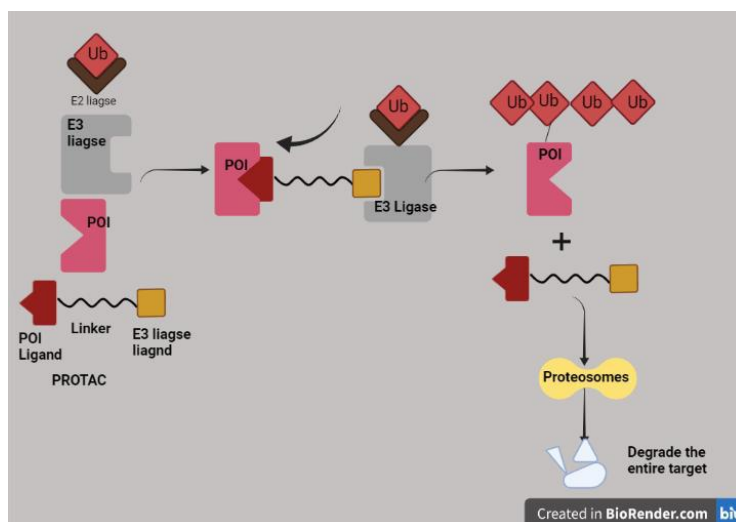 Ub
E2 liagse
E3
liagse
POI
POI
Ligand
Linker
E3 liagse
liagnd
PROTAC
POI
Ub
E3 Ligase
Ub Ub Ub Ub
POI
+
Proteosomes
Degrade the
entire target
Created in BioRender.com bio